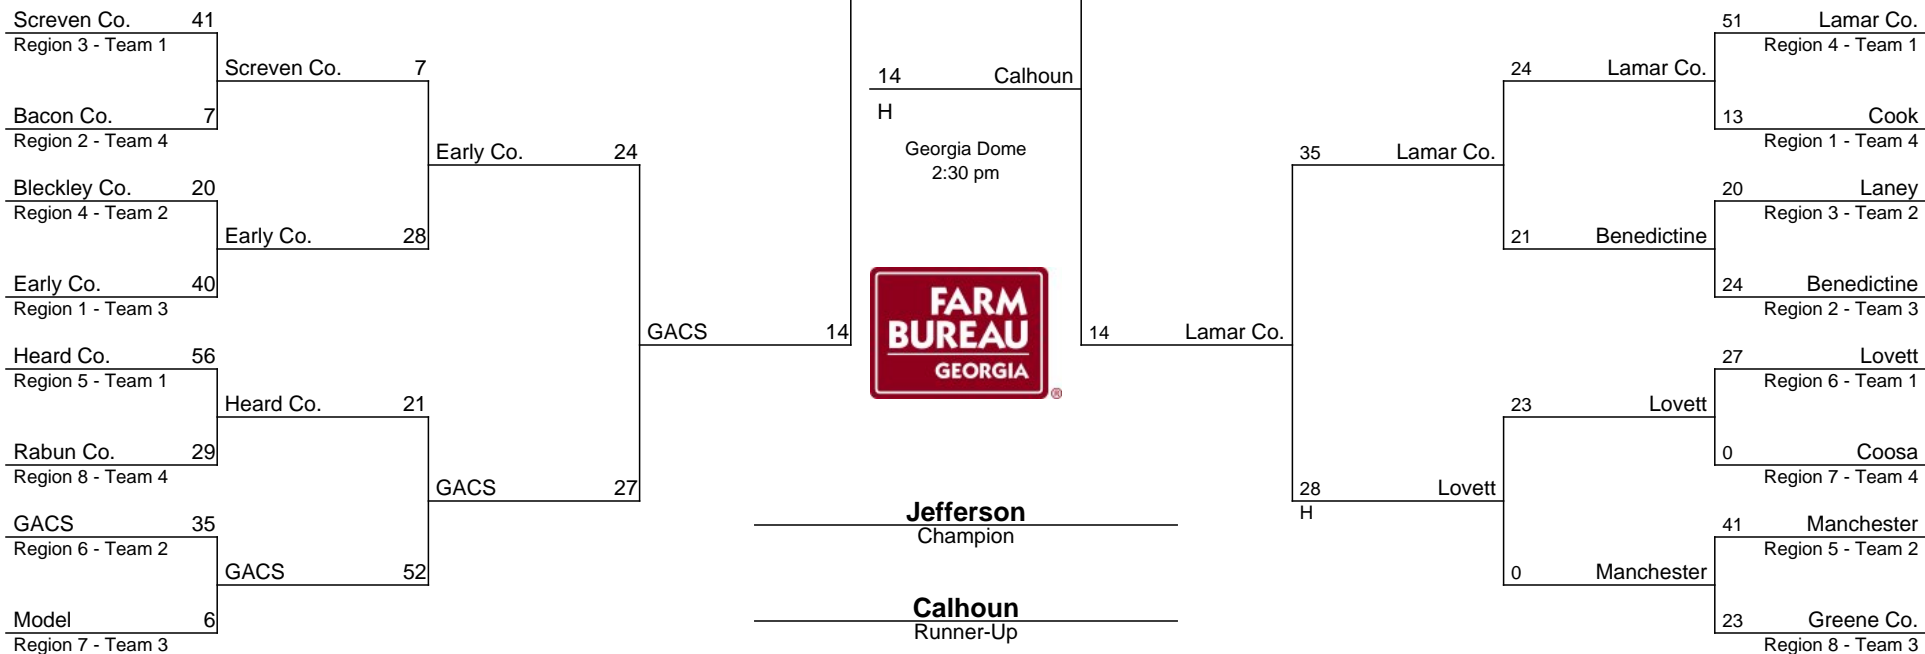 Screven Co. 41
Region 3 - Team 1
Screven Co. 7
Bacon Co. 7
Region 2 - Team 4
Early Co. 24
Bleckley Co. 20
Region 4 - Team 2
Early Co. 28
Early Co. 40
Region 1 - Team 3
GACS 14
Heard Co. 56
Region 5 - Team 1
Heard Co. 21
Rabun Co. 29
Region 8 - Team 4
GACS 27
GACS 35
Region 6 - Team 2
GACS 52
Model 6
Region 7 - Team 3
14 Calhoun
H
Georgia Dome
2:30 pm
FARM
BUREAU
GEORGIA
®
Jefferson
Champion
Calhoun
Runner-Up
51 Lamar Co.
Region 4 - Team 1
24 Lamar Co.
13 Cook
Region 1 - Team 4
35 Lamar Co.
20 Laney
Region 3 - Team 2
21 Benedictine
24 Benedictine
Region 2 - Team 3
14 Lamar Co.
27 Lovett
Region 6 - Team 1
23 Lovett
0 Coosa
Region 7 - Team 4
28 Lovett
H
41 Manchester
Region 5 - Team 2
0 Manchester
23 Greene Co.
Region 8 - Team 3